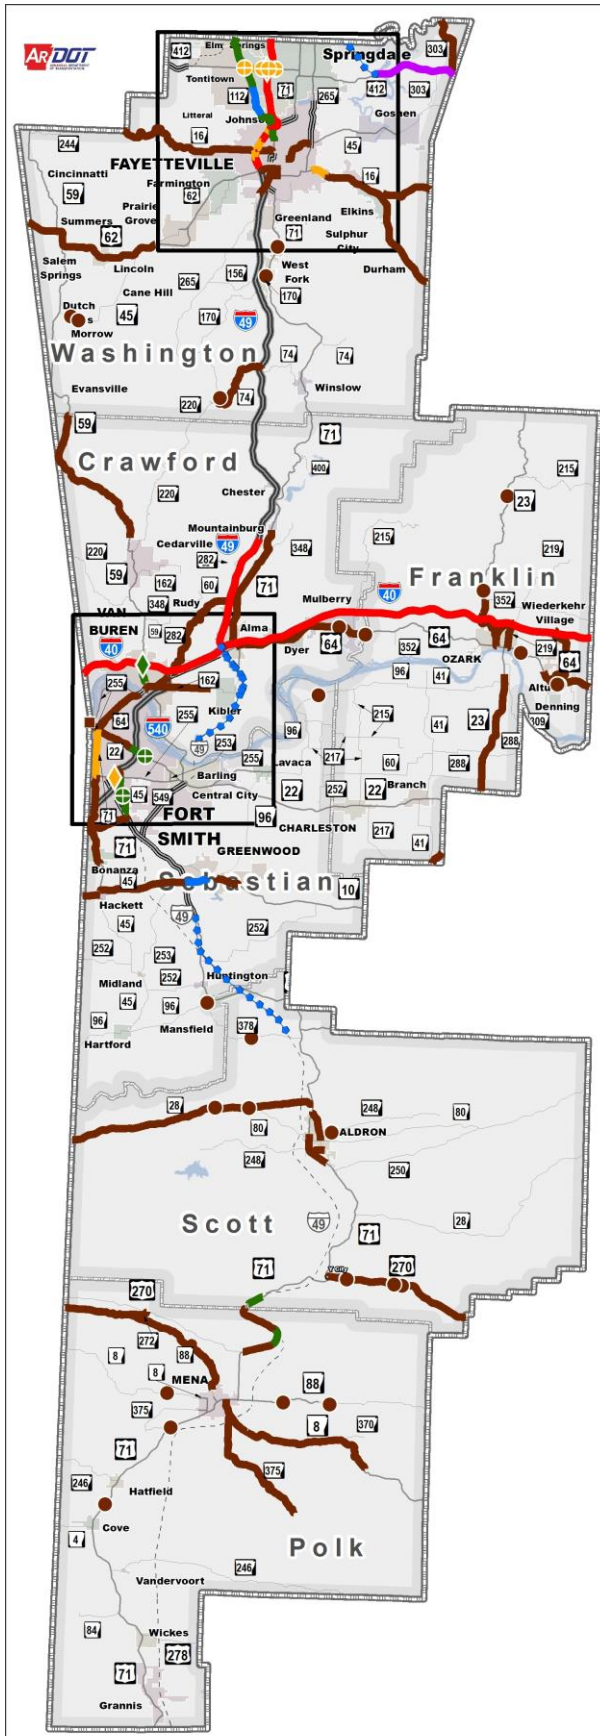 ARDOT
Elm Springs
412
Springdale
303
Tontitown
71
112
265
412
303
Litteral
Johns
Goshen
16
45
244
FAYETTEVILLE
16
Cincinnatti
Farmington
59
62
Elkins
Prairie
Grove
Summers
Greenland
62
71
Sulphur
City
Salem
Springs
Lincoln
156
West
Fork
Durham
265
Cane Hill
170
Dutch
s
45
170
49
Morrow
Washington
74
74
Evansville
Winslow
220
74
59
71
Crawford
400
215
220
Chester
23
Mountainburg
215
Cedarville
49
348
219
220
282
59
162
60
71
40
Franklin
348
Rudy
Mulberry
352
Wiederkehr
Village
VAN
BUREN
59
282
Alma
64
64
40
Dyer
352
OZARK
219
64
255
162
96
41
Altu
Denning
64
255
Kibler
215
23
309
540
96
41
22
49
253
217
288
255
Lavaca
60
288
Barling
22
252
22
Branch
45
549
Central City
71
FORT
SMITH
96
CHARLESTON
217
71
GREENWOOD
41
Bonanza
45
Sebastian
10
Hackett
49
45
252
252
253
Huntington
Midland
252
45
96
96
Mansfield
378
Hartford
28
248
80
80
ALDRON
248
250
Scott
49
28
71
71
270
270
272
8
88
8
MENA
88
375
8
370
71
375
246
Hatfield
4
Cove
Polk
246
Vandervoort
84
Wickes
278
71
Grannis